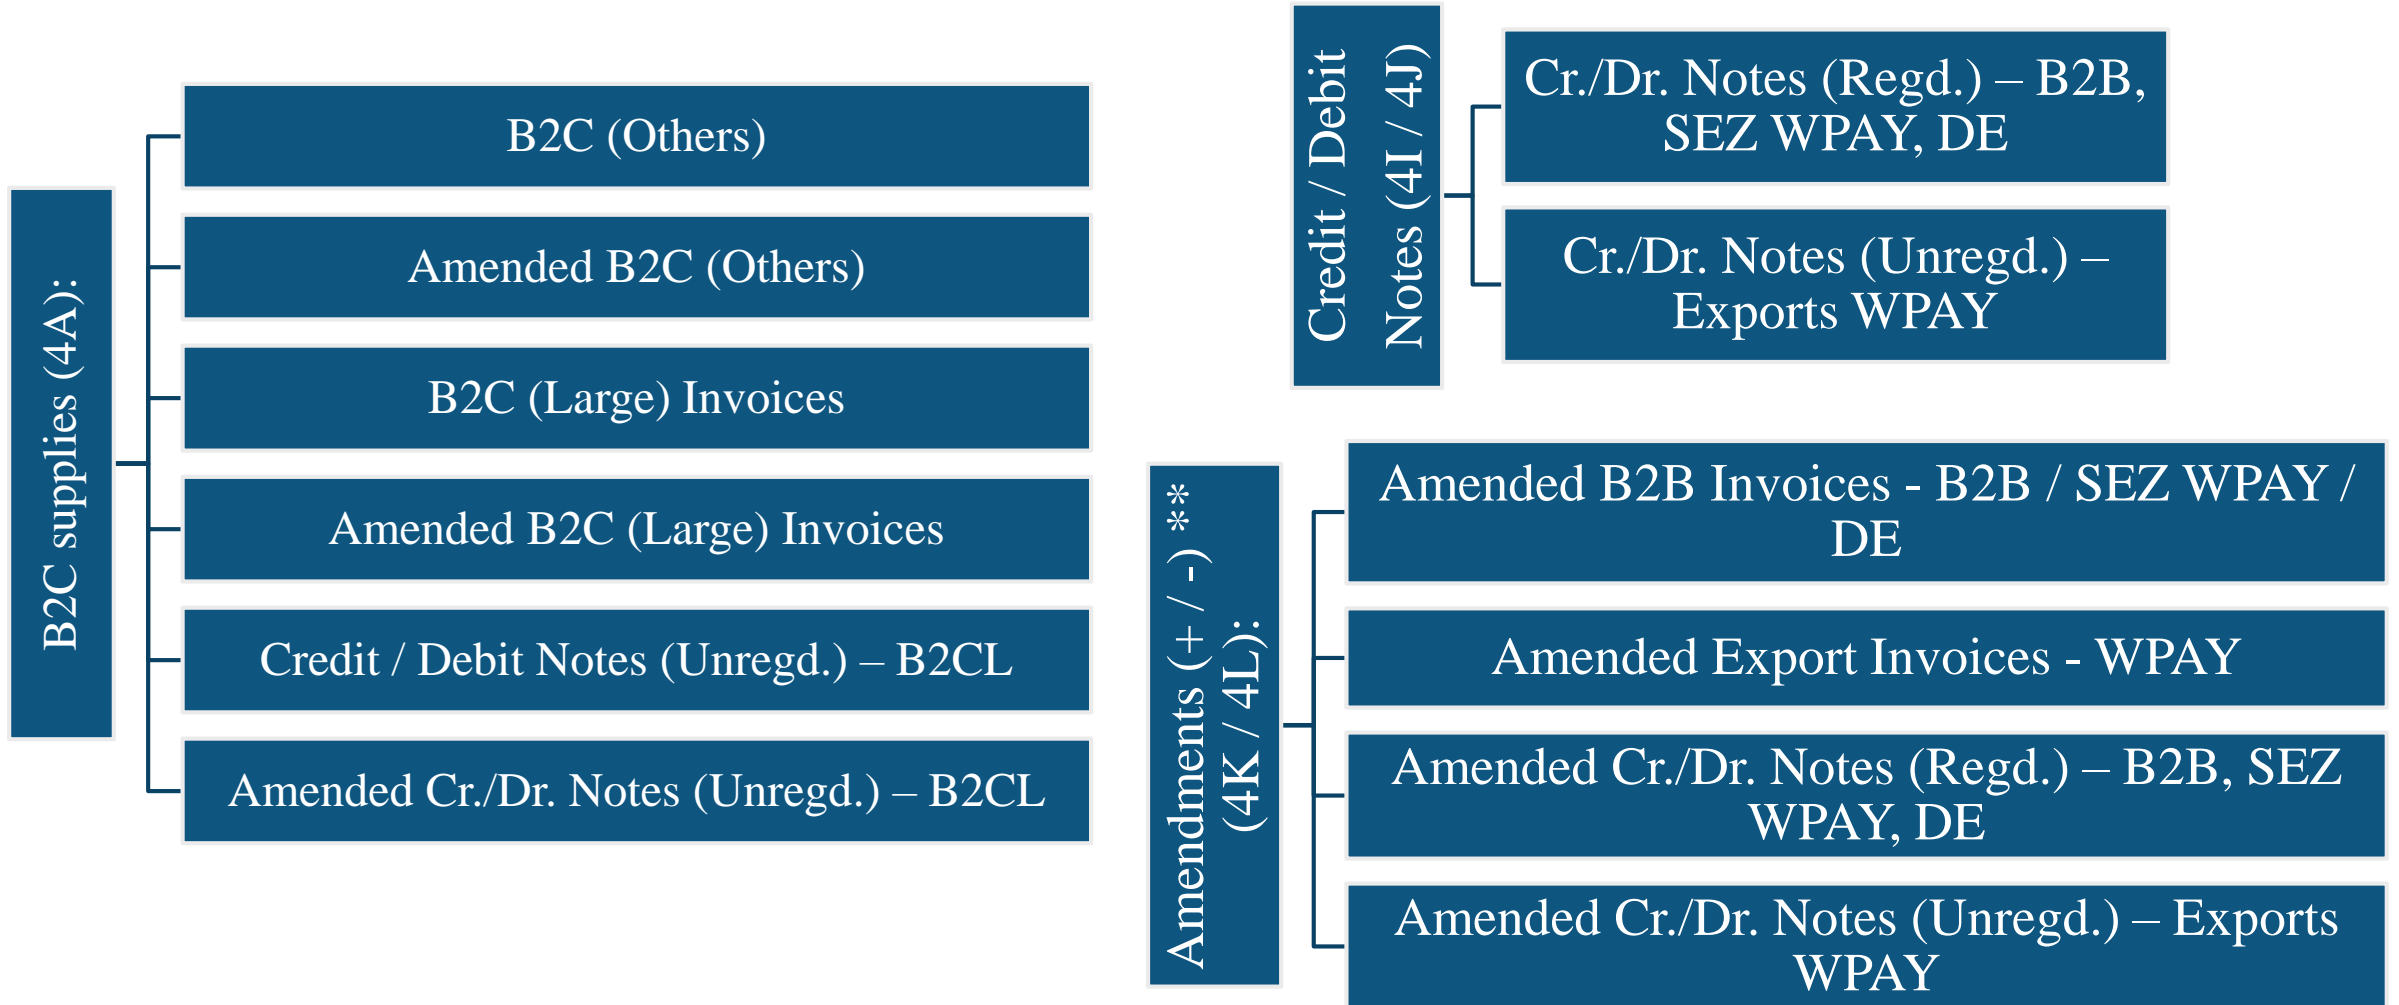 B2C supplies (4A):
B2C (Others)
Amended B2C (Others)
B2C (Large) Invoices
Amended B2C (Large) Invoices
Credit / Debit Notes (Unregd.) – B2CL
Amended Cr./Dr. Notes (Unregd.) – B2CL
Credit / Debit
Notes (4I / 4J)
Cr./Dr. Notes (Regd.) – B2B,
SEZ WPAY, DE
Cr./Dr. Notes (Unregd.) –
Exports WPAY
Amendments (+ / -) **
(4K / 4L):
Amended B2B Invoices - B2B / SEZ WPAY /
DE
Amended Export Invoices - WPAY
Amended Cr./Dr. Notes (Regd.) – B2B, SEZ
WPAY, DE
Amended Cr./Dr. Notes (Unregd.) – Exports
WPAY